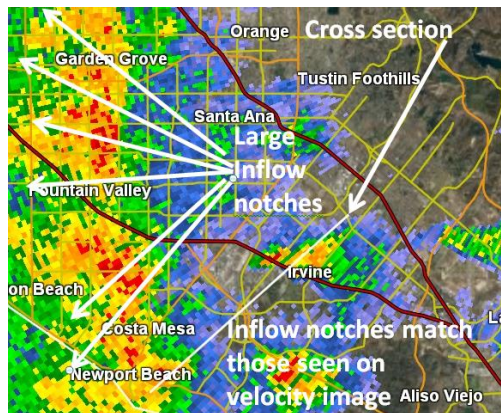 Orange
Cross section
Garden Grove
Tustin Foothills
Santa Ana
Large
Inflow
notches
Fountain Valley
on Beach
Irvine
Costa Mesa
Inflow notches match
those seen on
velocity image
Newport Beach
Aliso Viejo
La